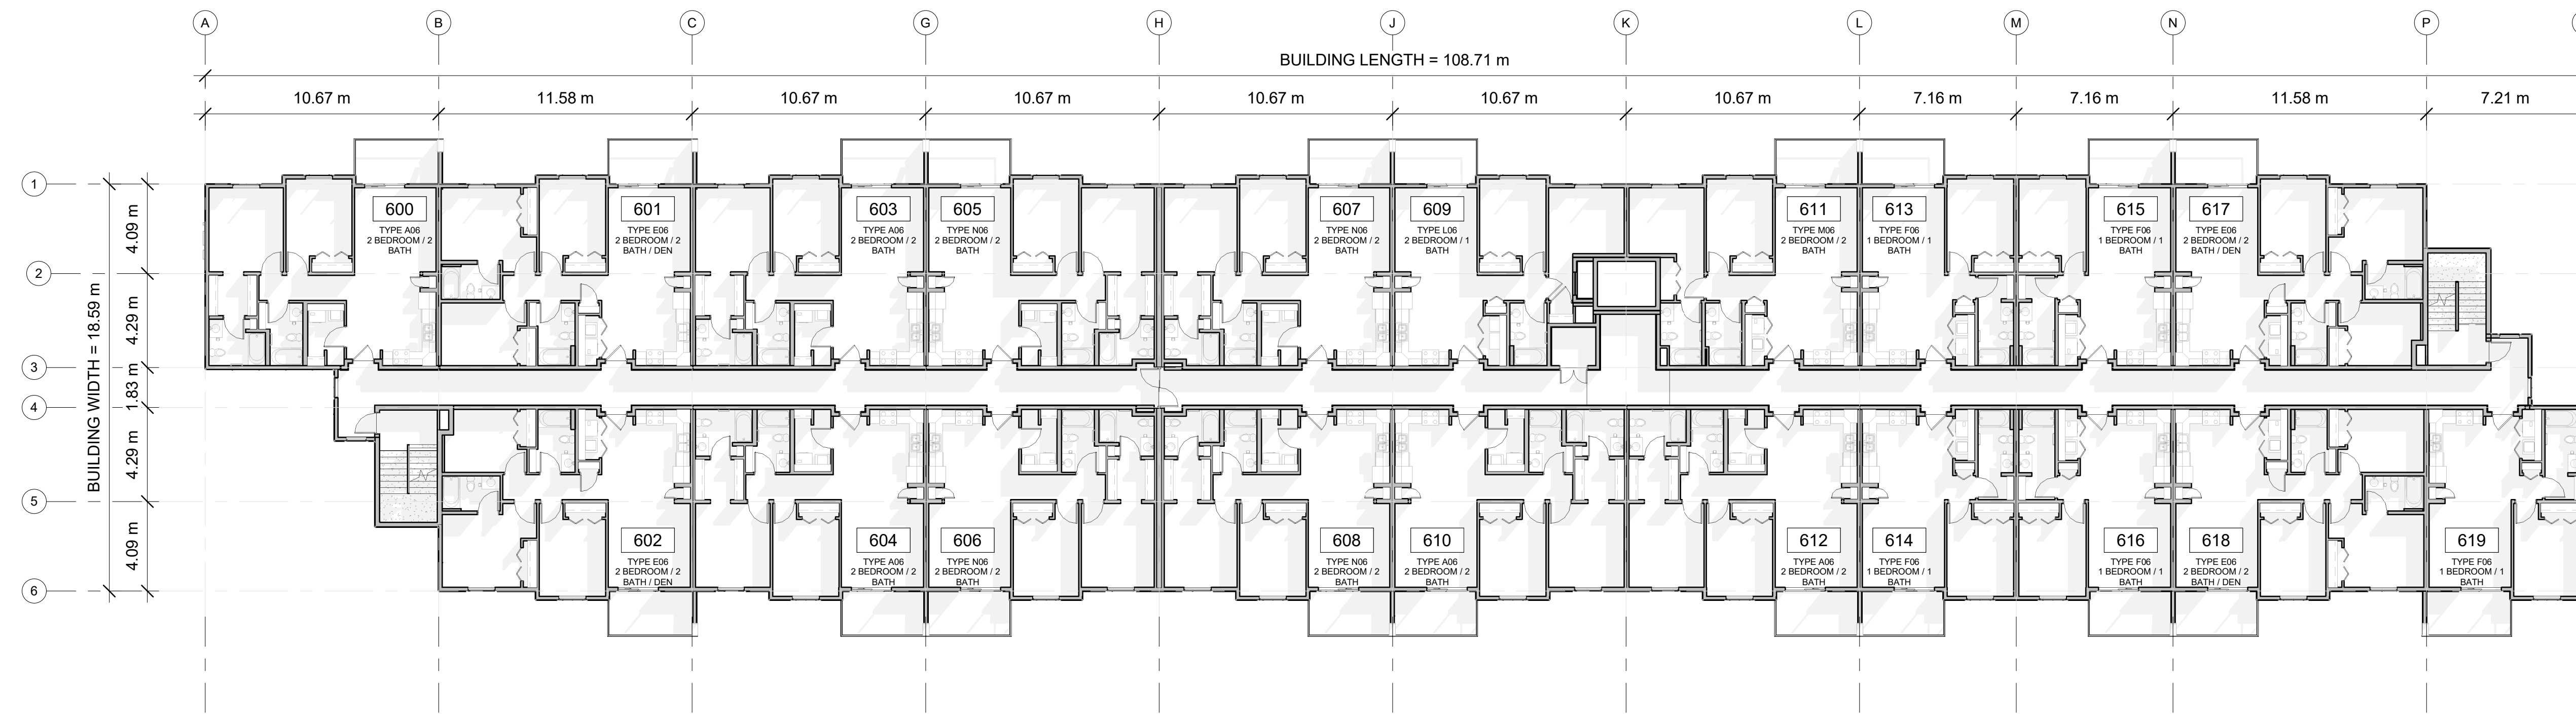 A B C G H J K L M N P
BUILDING LENGTH = 108.71 m
10.67 m 11.58 m 10.67 m 10.67 m 10.67 m 10.67 m 10.67 m 7.16 m 7.16 m 11.58 m 7.21 m
1
2
3
4
5
6
BUILDING WIDTH = 18.59 m
4.09 m
4.29 m
1.83 m
4.29 m
4.09 m
600
TYPE A06
2 BEDROOM / 2
BATH
601
TYPE E06
2 BEDROOM / 2
BATH / DEN
603
TYPE A06
2 BEDROOM / 2
BATH
605
TYPE N06
2 BEDROOM / 2
BATH
607
TYPE N06
2 BEDROOM / 2
BATH
609
TYPE L06
2 BEDROOM / 1
BATH
611
TYPE M06
2 BEDROOM / 2
BATH
613
TYPE F06
1 BEDROOM / 1
BATH
615
TYPE F06
1 BEDROOM / 1
BATH
617
TYPE E06
2 BEDROOM / 2
BATH / DEN
602
TYPE E06
2 BEDROOM / 2
BATH / DEN
604
TYPE A06
2 BEDROOM / 2
BATH
606
TYPE N06
2 BEDROOM / 2
BATH
608
TYPE N06
2 BEDROOM / 2
BATH
610
TYPE A06
2 BEDROOM / 2
BATH
612
TYPE A06
2 BEDROOM / 2
BATH
614
TYPE F06
1 BEDROOM / 1
BATH
616
TYPE F06
1 BEDROOM / 1
BATH
618
TYPE E06
2 BEDROOM / 2
BATH / DEN
619
TYPE F06
1 BEDROOM / 1
BATH